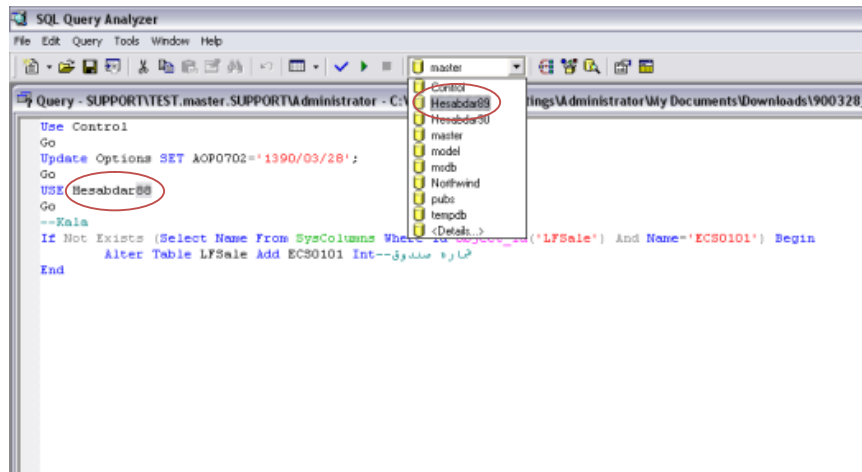 SQL Query Analyzer
File Edit Query Tools Window Help
master
Query - SUPPORT\TEST.master.SUPPORT\Administrator - C:\ ings\Administrator\My Documents\Downloads\900328
Control
Hesabdar89
Hesabdar90
master
model
msdb
Northwind
pubs
tempdb
<Details...>
Use Control
Go
Update Options SET AOP0702='1390/03/28';
Go
USE Hesabdar88
Go
--Kala
If Not Exists (Select Name From SysColumns Where Id ('LFSale') And Name='ECS0101') Begin
Alter Table LFSale Add ECS0101 Int-- صندوق
End